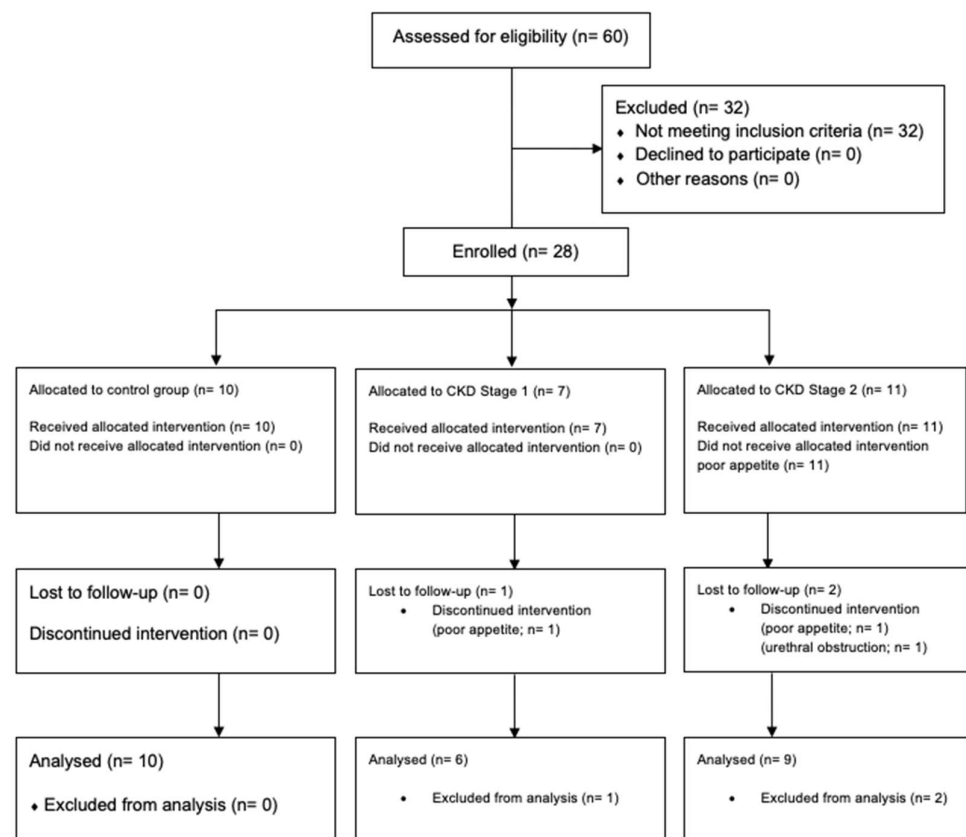 Assessed for eligibility (n= 60)
Excluded (n= 32)
♦ Not meeting inclusion criteria (n= 32)
♦ Declined to participate (n= 0)
♦ Other reasons (n= 0)
Enrolled (n= 28)
Allocated to control group (n= 10)
Received allocated intervention (n= 10)
Did not receive allocated intervention (n= 0)
Allocated to CKD Stage 1 (n= 7)
Received allocated intervention (n= 7)
Did not receive allocated intervention (n= 0)
Allocated to CKD Stage 2 (n= 11)
Received allocated intervention (n= 11)
Did not receive allocated intervention
poor appetite (n= 11)
Lost to follow-up (n= 0)
Discontinued intervention (n= 0)
Lost to follow-up (n= 1)
• Discontinued intervention
(poor appetite; n= 1)
Lost to follow-up (n= 2)
• Discontinued intervention
(poor appetite; n= 1)
(urethral obstruction; n= 1)
Analysed (n= 10)
♦ Excluded from analysis (n= 0)
Analysed (n= 6)
• Excluded from analysis (n= 1)
Analysed (n= 9)
• Excluded from analysis (n= 2)